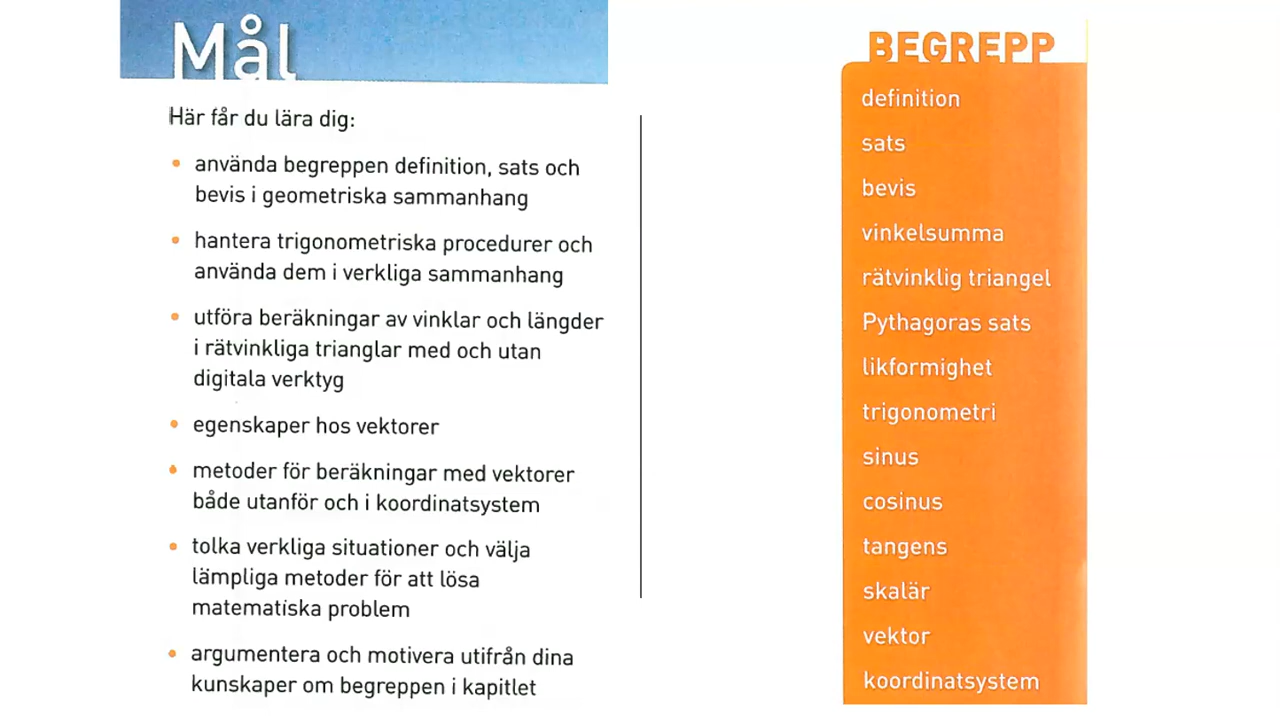 Mål
Här får du lära dig:
• använda begreppen definition, sats och
bevis i geometriska sammanhang
• hantera trigonometriska procedurer och
använda dem i verkliga sammanhang
• utföra beräkningar av vinklar och längder
i rätvinkliga trianglar med och utan
digitala verktyg
• egenskaper hos vektorer
• metoder för beräkningar med vektorer
både utanför och i koordinatsystem
• tolka verkliga situationer och välja
lämpliga metoder för att lösa
matematiska problem
• argumentera och motivera utifrån dina
kunskaper om begreppen i kapitlet
BEGREPP
definition
sats
bevis
vinkelsumma
rätvinklig triangel
Pythagoras sats
likformighet
trigonometri
sinus
cosinus
tangens
skalär
vektor
koordinatsystem